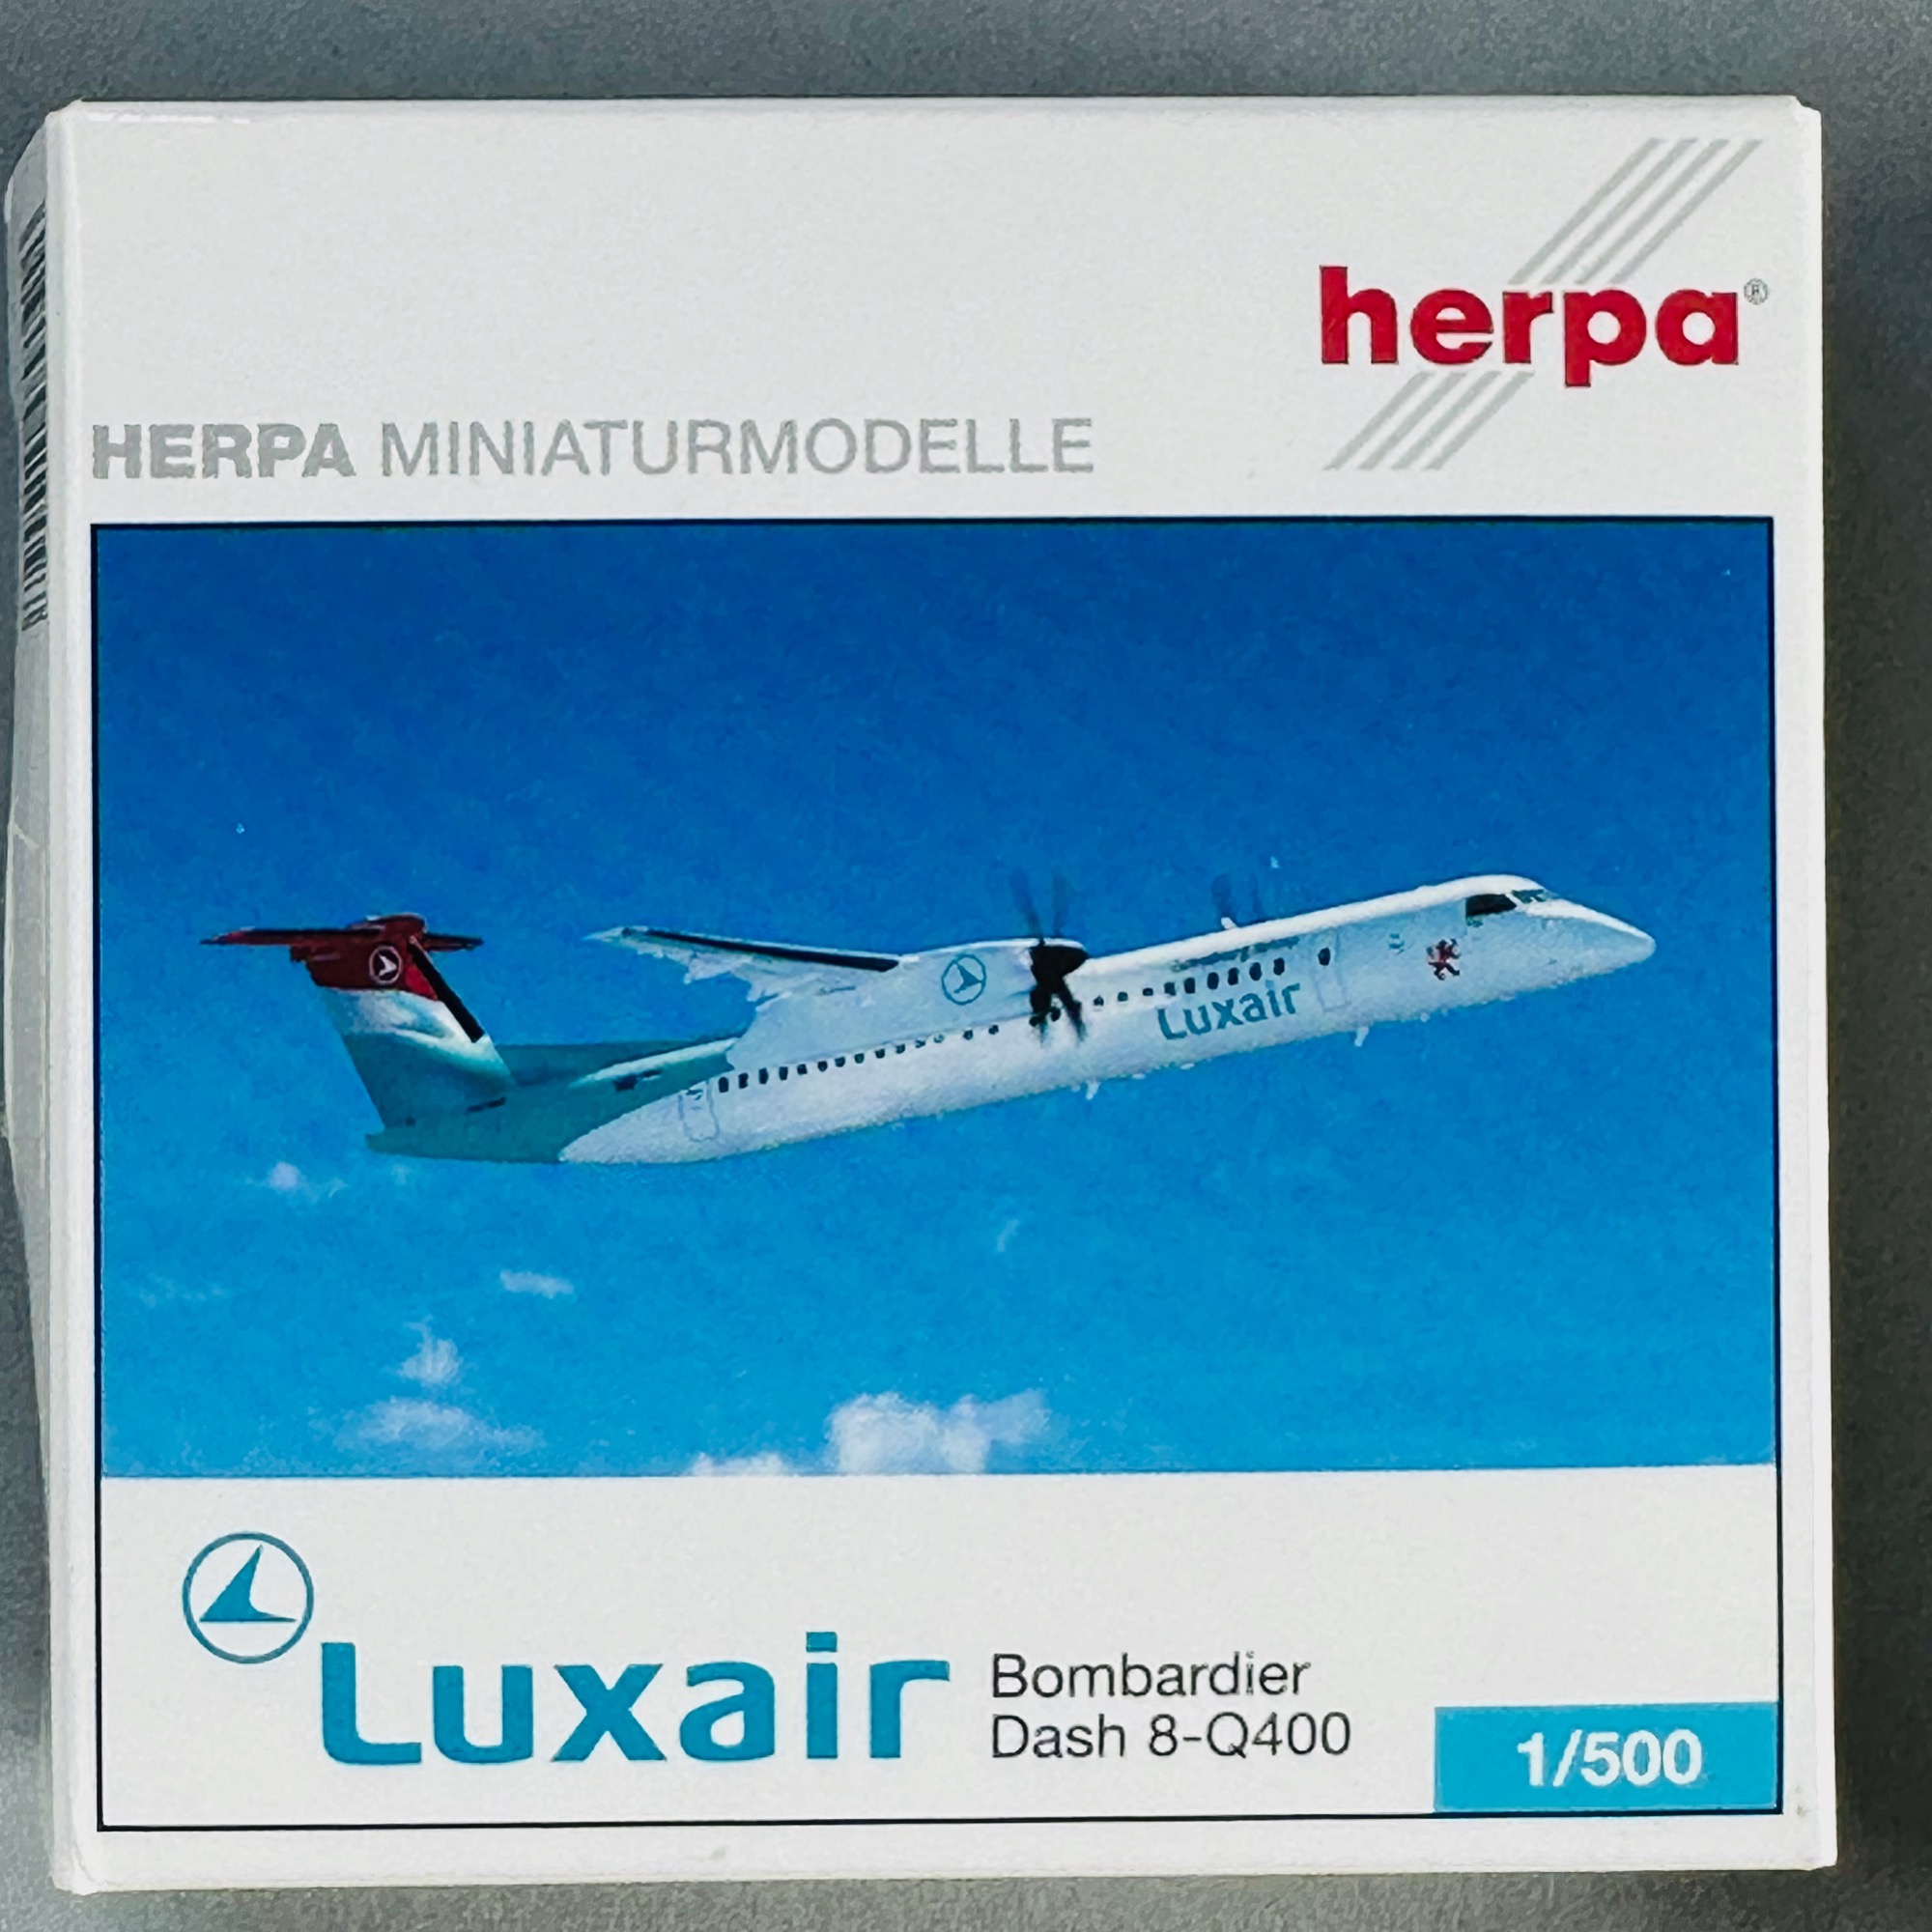 herpa®
HERPA MINIATURMODELLE
Luxair
Luxair
Bombardier
Dash 8-Q400
1/500